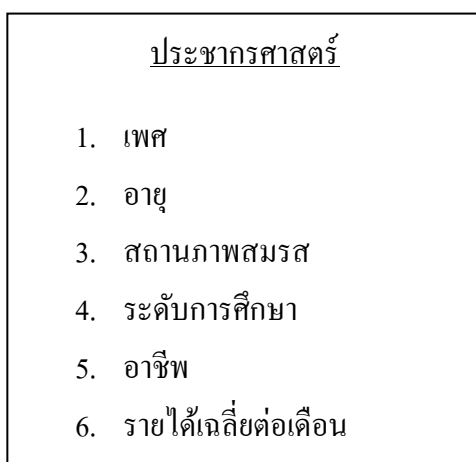 ประชากรศาสตร์
1. เพศ
2. อายุ
3. สถานภาพสมรส
4. ระดับการศึกษา
5. อาชีพ
6. รายได้เฉลี่ยต่อเดือน